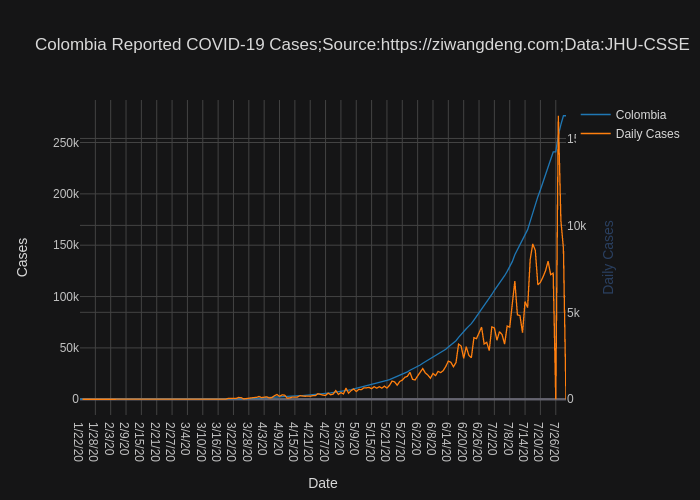 Colombia Reported COVID-19 Cases;Source:https://ziwangdeng.com;Data:JHU-CSSE
Colombia
Daily Cases
250k
200k
150k
100k
50k
0
Cases
10k
5k
0
Daily Cases
1/22/20
1/28/20
2/3/20
2/9/20
2/15/20
2/21/20
2/27/20
3/4/20
3/10/20
3/16/20
3/22/20
3/28/20
4/3/20
4/9/20
4/15/20
4/21/20
4/27/20
5/3/20
5/9/20
5/15/20
5/21/20
5/27/20
6/2/20
6/8/20
6/14/20
6/20/20
6/26/20
7/2/20
7/8/20
7/14/20
7/20/20
7/26/20
Date